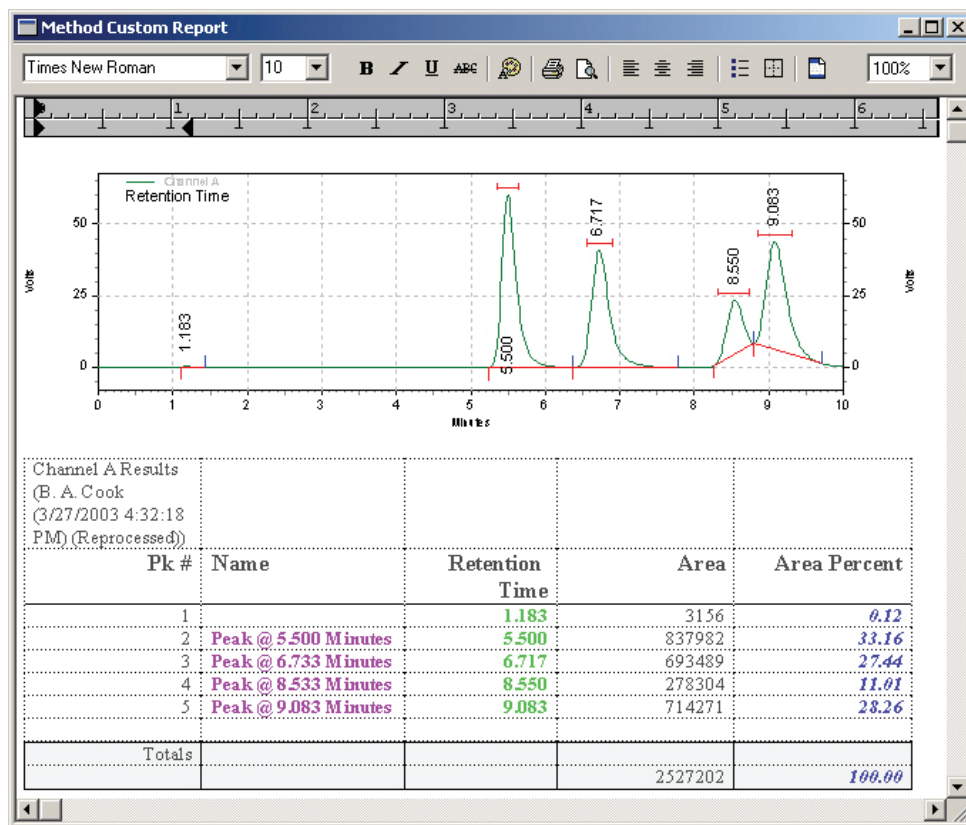 Method Custom Report
Times New Roman 10 B I U ABC 100%
1 2 3 4 5 6
Channel A
Retention Time
50 50
25 25
0 0
Volts Volts
1.183
5.500
6.717
8.550
9.083
0 1 2 3 4 5 6 7 8 9 10
Minutes
Channel A Results
(B. A. Cook
(3/27/2003 4:32:18
PM) (Reprocessed))
Pk # Name Retention Area Area Percent
Time
1 1.183 3156 0.12
2 Peak @ 5.500 Minutes 5.500 837982 33.16
3 Peak @ 6.733 Minutes 6.717 693489 27.44
4 Peak @ 8.533 Minutes 8.550 278304 11.01
5 Peak @ 9.083 Minutes 9.083 714271 28.26
Totals
2527202 100.00